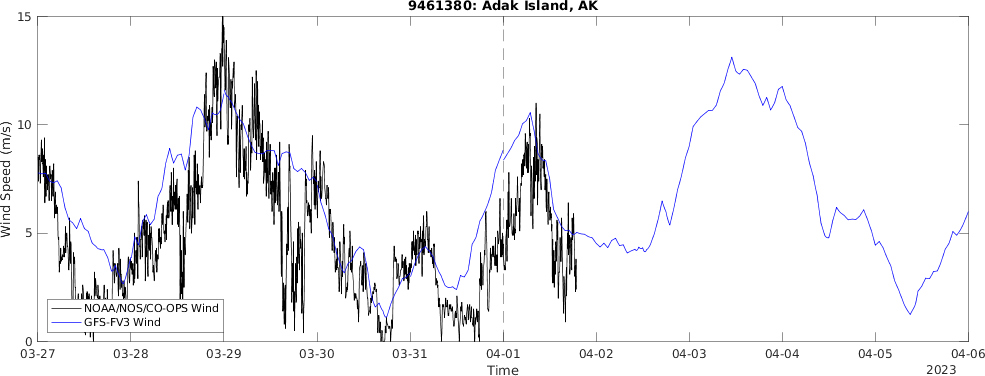 9461380: Adak Island, AK
15
10
5
0
Wind Speed (m/s)
NOAA/NOS/CO-OPS Wind
GFS-FV3 Wind
03-27 03-28 03-29 03-30 03-31 04-01 04-02 04-03 04-04 04-05 04-06
Time
2023